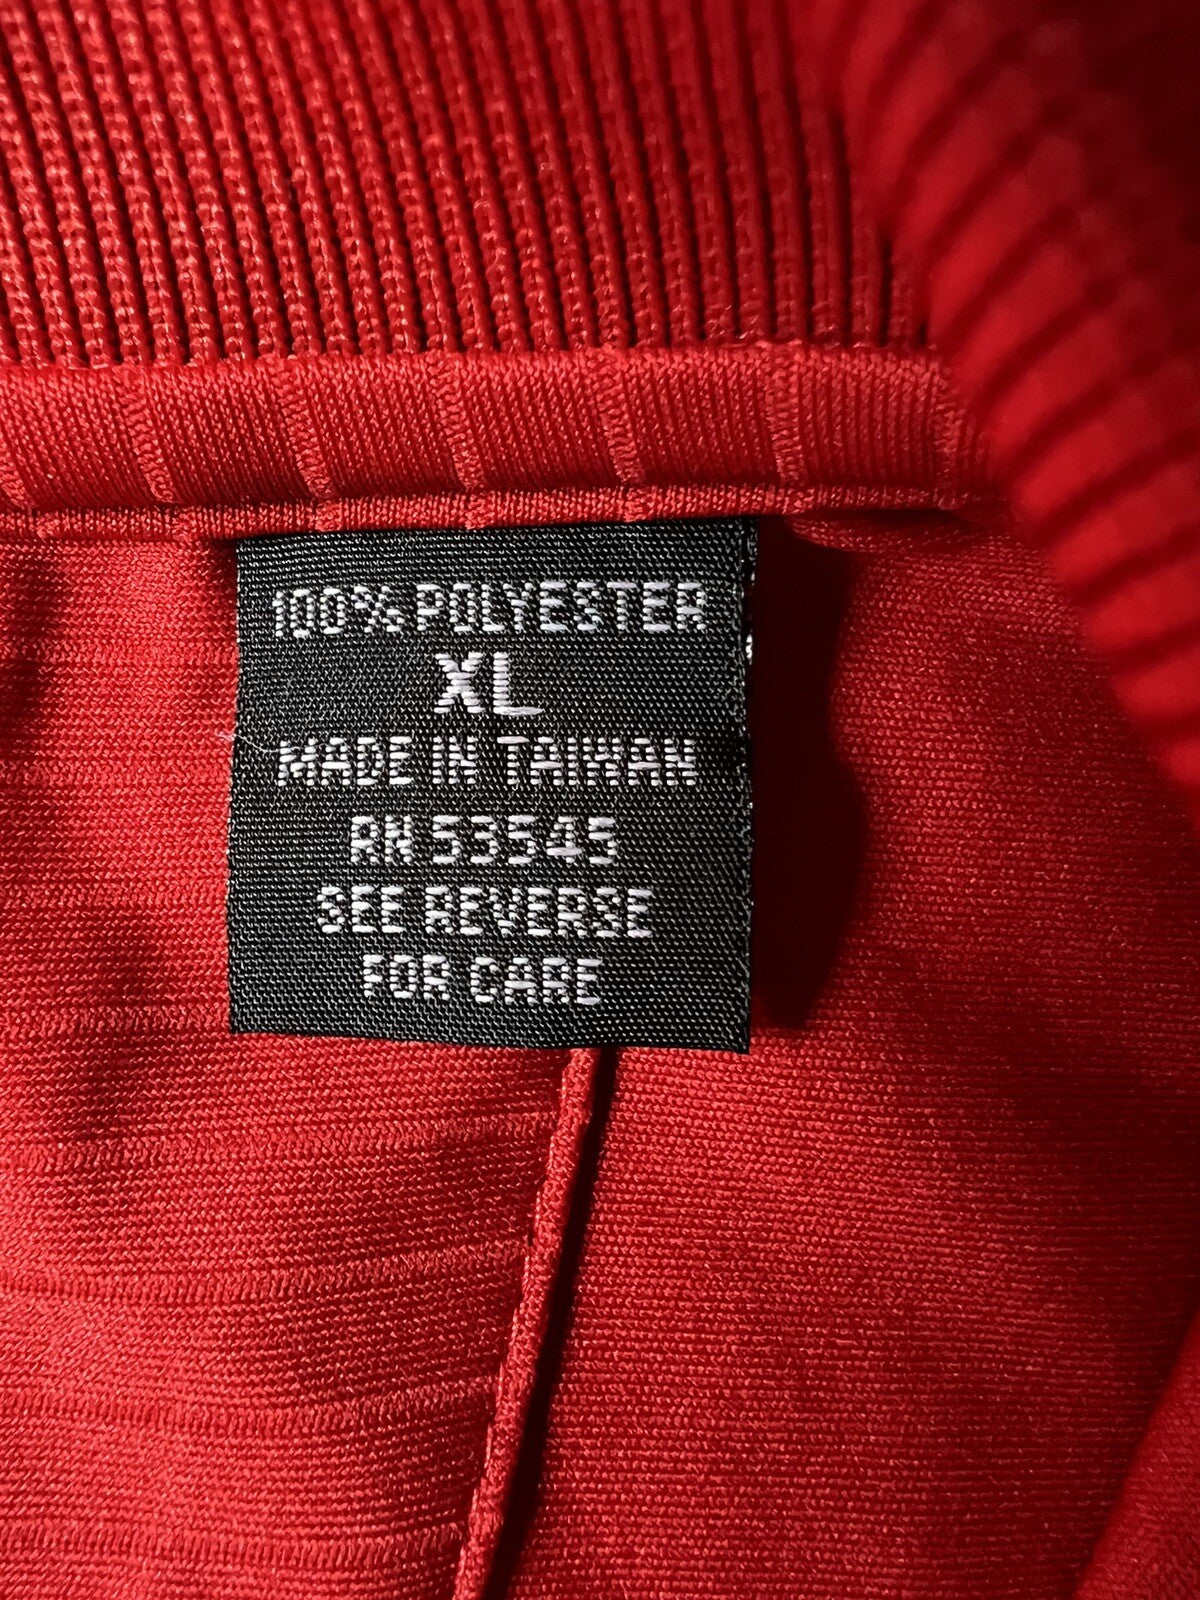 100% POLYESTER
XL
MADE IN TAIWAN
RN 53545
SEE REVERSE
FOR CARE